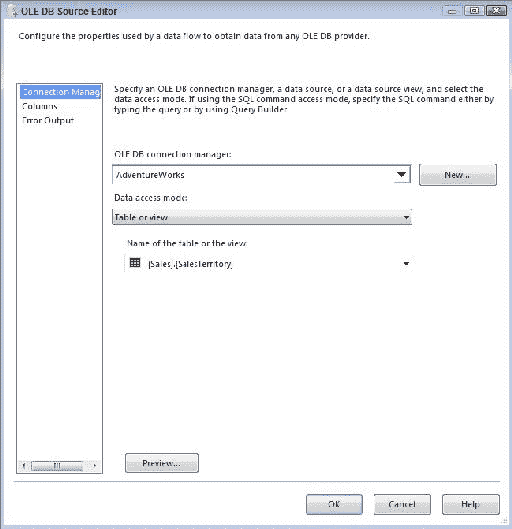 OLE DB Source Editor
Configure the properties used by a data flow to obtain data from any OLE DB provider.
Connection Manag
Columns
Error Output
Specify an OLE DB connection manager, a data source, or a data source view, and select the
data access mode. If using the SQL command access mode, specify the SQL command either by
typing the query or by using Query Builder.
OLE DB connection manager:
AdventureWorks
New...
Data access mode:
Table or view
Name of the table or the view:
[Sales].[SalesTerritory]
Preview...
OK
Cancel
Help